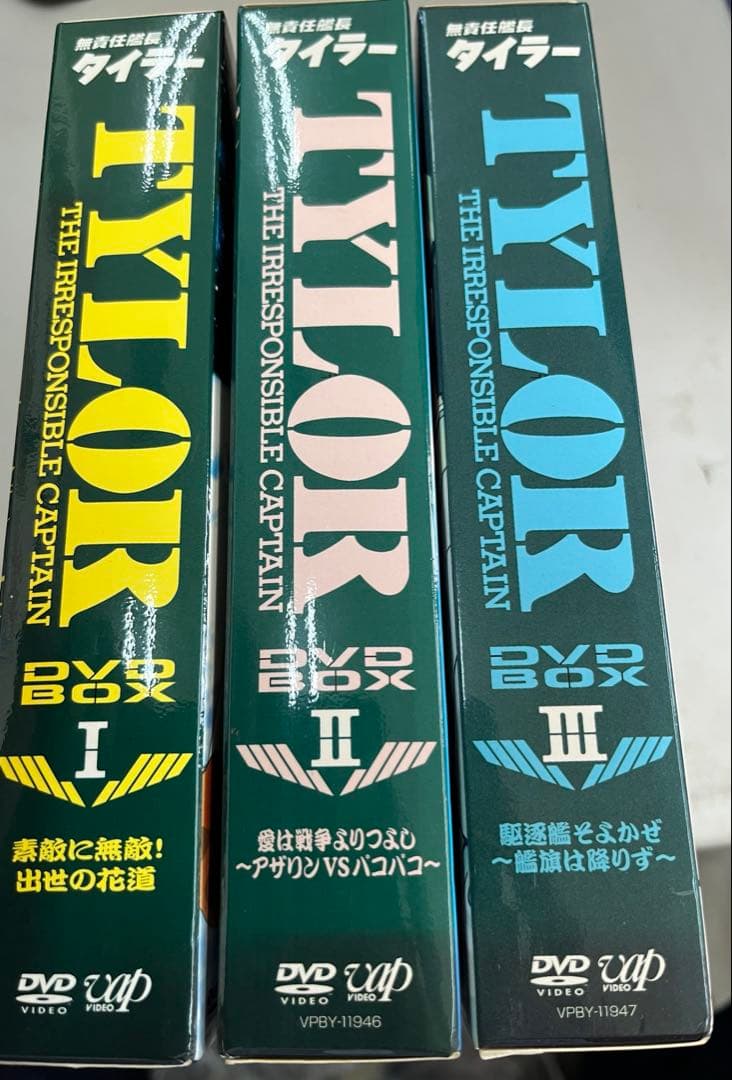 無責任艦長
タイラー
TYLOR
THE IRRESPONSIBLE CAPTAIN
DVD
BOX
I
素敵に無敵!
出世の花道
DVD
VIDEO
vap
VIDEO
無責任艦長
タイラー
TYLOR
THE IRRESPONSIBLE CAPTAIN
DVD
BOX
II
愛は戦争よりつよし
~アザリンVSパコパコ~
DVD
VIDEO
vap
VIDEO
VPBY-11946
無責任艦長
タイラー
TYLOR
THE IRRESPONSIBLE CAPTAIN
DVD
BOX
III
駆逐艦そよかぜ
~艦旗は降りず~
DVD
VIDEO
vap
VIDEO
VPBY-11947